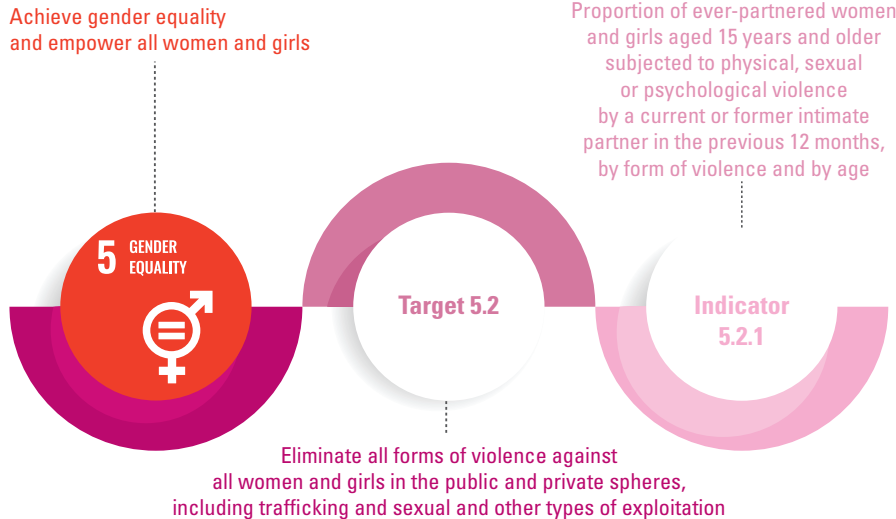 Achieve gender equality
and empower all women and girls
Proportion of ever-partnered women
and girls aged 15 years and older
subjected to physical, sexual
or psychological violence
by a current or former intimate
partner in the previous 12 months,
by form of violence and by age
5 GENDER
EQUALITY
Target 5.2
Indicator
5.2.1
Eliminate all forms of violence against
all women and girls in the public and private spheres,
including trafficking and sexual and other types of exploitation